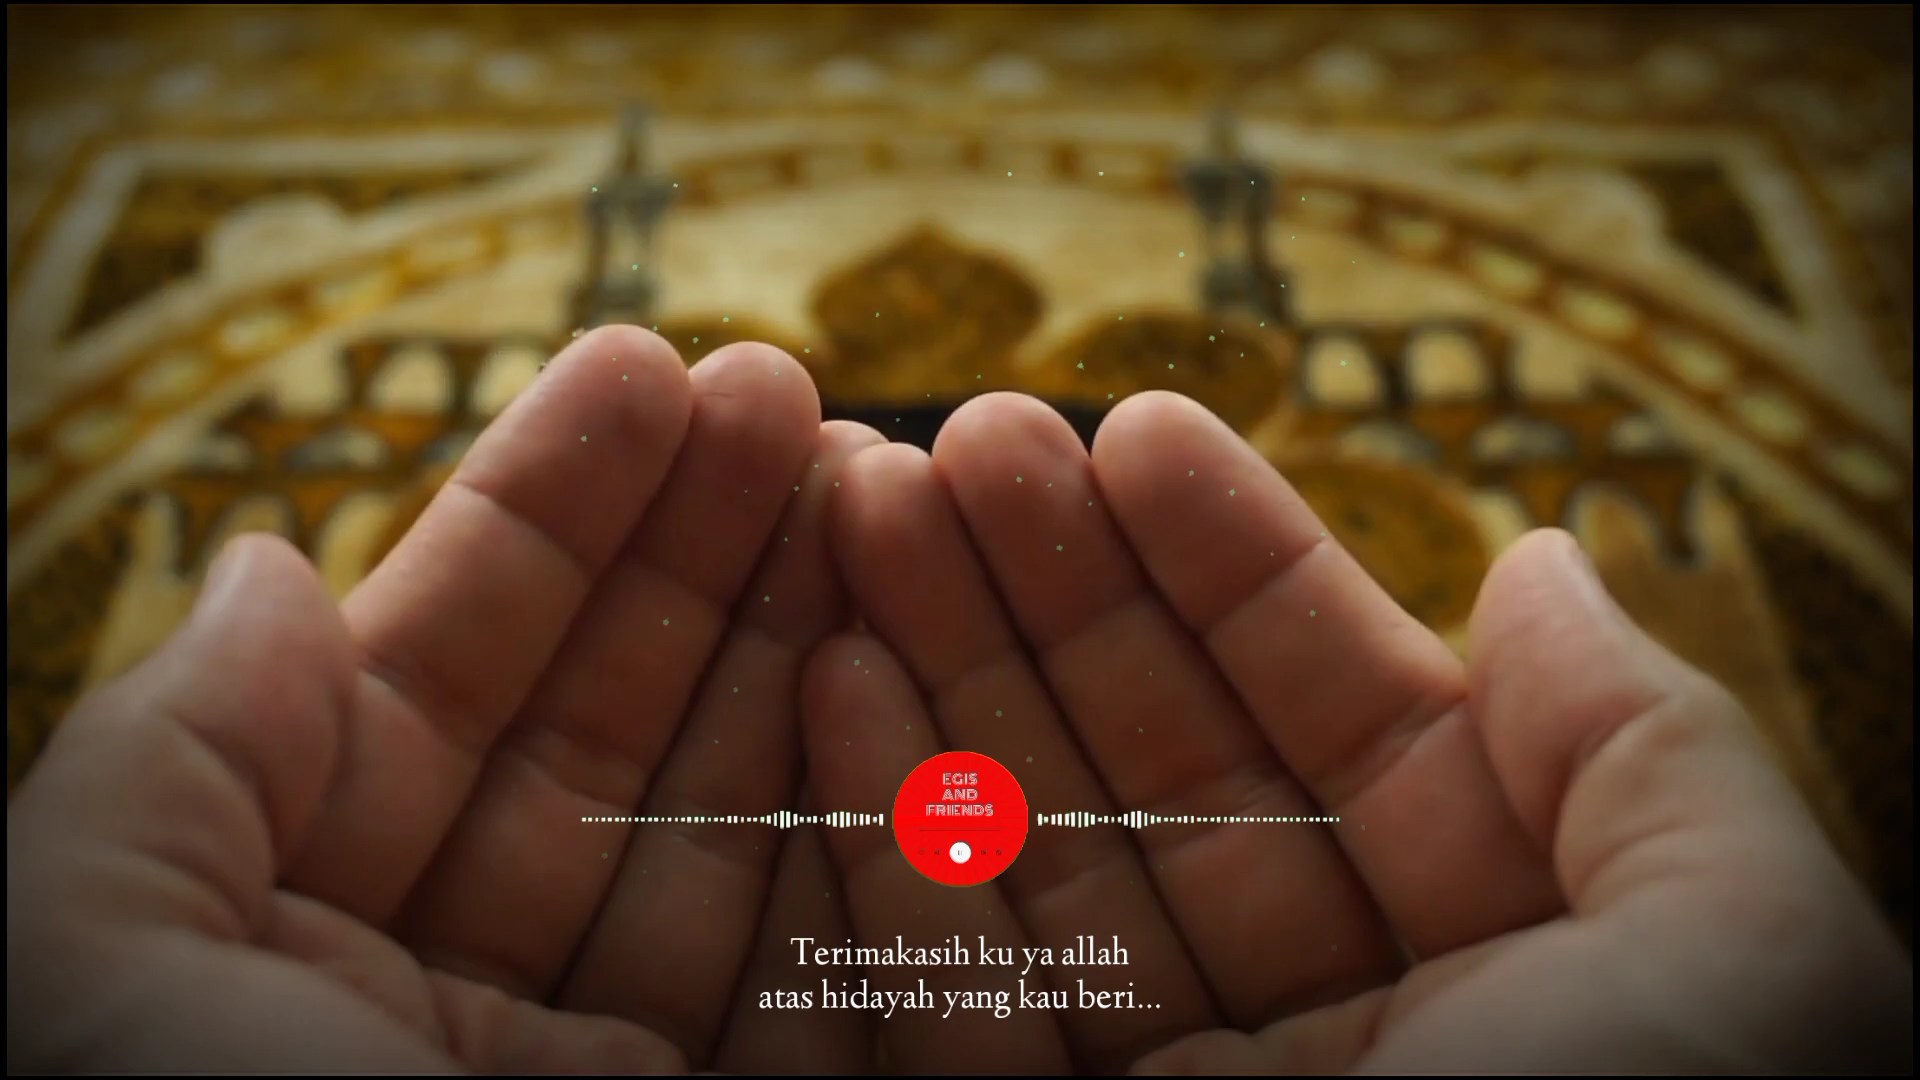 EGIS
AND
FRIENDS
Terimakasih ku ya allah
atas hidayah yang kau beri...